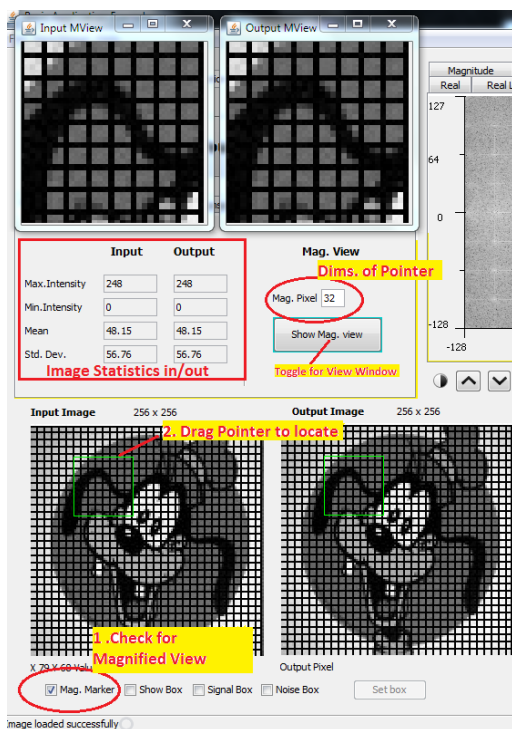 Input MView
Output MView
Magnitude
Real
Real L
127
64
0
-128
-128
Input
Output
Mag. View
Dims. of Pointer
Max.Intensity
248
248
Mag. Pixel
32
Min.Intensity
0
0
Mean
48.15
48.15
Show Mag. view
Std. Dev.
56.76
56.76
Image Statistics in/out
Toggle for View Window
Input Image
256 x 256
Output Image
256 x 256
2. Drag Pointer to locate
1 .Check for
Magnified View
X 79 Y 68 Valu
Output Pixel
Mag. Marker
Show Box
Signal Box
Noise Box
Set box
Image loaded successfully